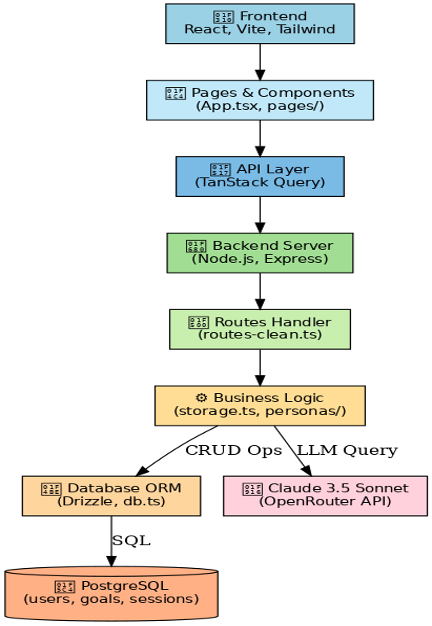 Frontend
React, Vite, Tailwind
Pages & Components
(App.tsx, pages/)
API Layer
(TanStack Query)
Backend Server
(Node.js, Express)
Routes Handler
(routes-clean.ts)
⚙ Business Logic
(storage.ts, personas/)
CRUD Ops
LLM Query
Database ORM
(Drizzle, db.ts)
Claude 3.5 Sonnet
(OpenRouter API)
SQL
PostgreSQL
(users, goals, sessions)